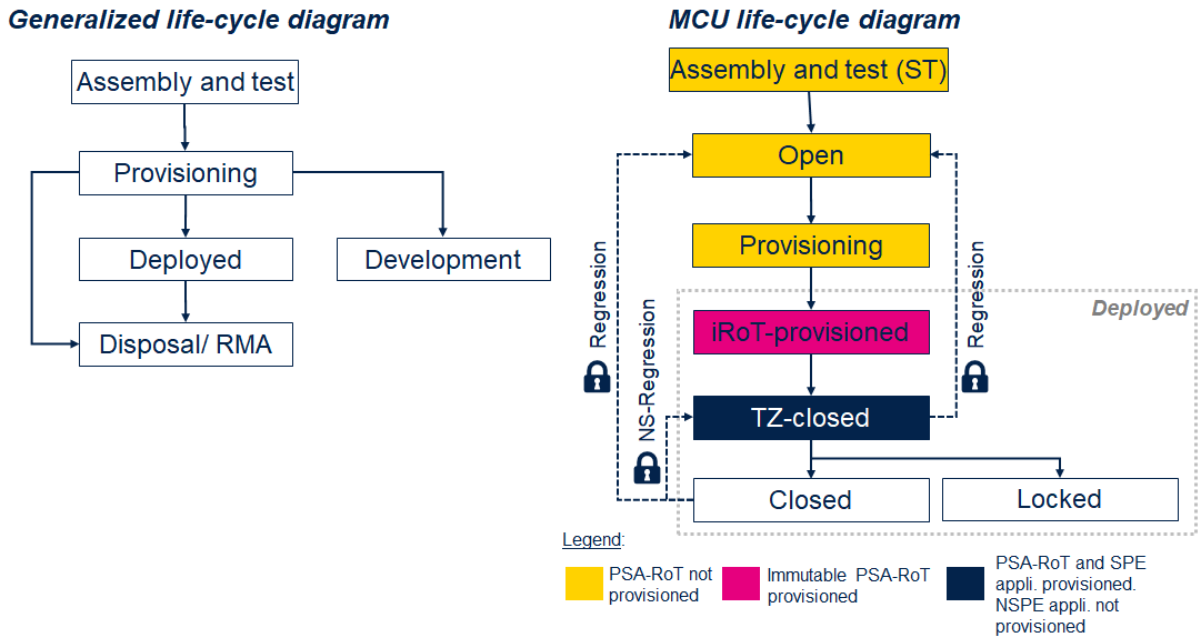 Generalized life-cycle diagram
Assembly and test
Provisioning
Deployed
Development
Disposal/ RMA
MCU life-cycle diagram
Assembly and test (ST)
Open
Provisioning
Deployed
iRoT-provisioned
TZ-closed
Closed
Locked
Regression
NS-Regression
Regression
Legend:
PSA-RoT not
provisioned
Immutable PSA-RoT
provisioned
PSA-RoT and SPE
appli. provisioned.
NSPE appli. not
provisioned